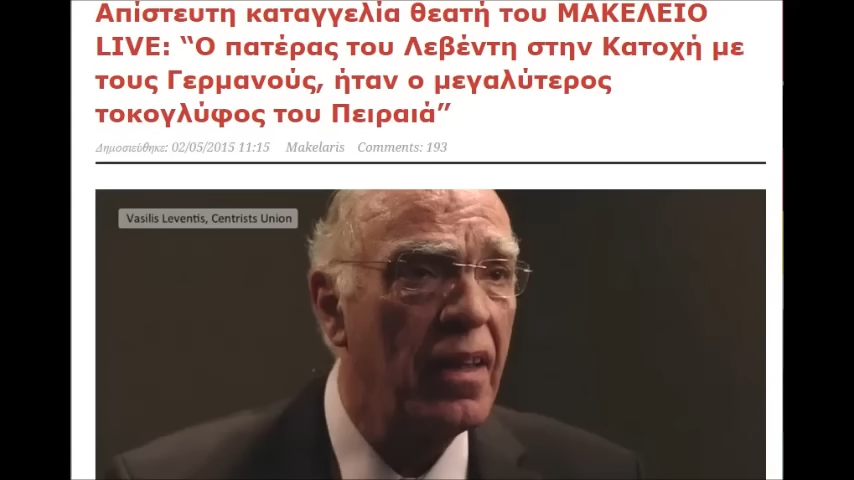 Απίστευτη καταγγελία θεατή του ΜΑΚΕΛΕΙΟ
LIVE: “Ο πατέρας του Λεβέντη στην Κατοχή με
τους Γερμανούς, ήταν ο μεγαλύτερος
τοκογλύφος του Πειραιά”
Δημοσιεύθηκε: 02/05/2015 11:15 Makelaris Comments: 193
Vasilis Leventis, Centrists Union